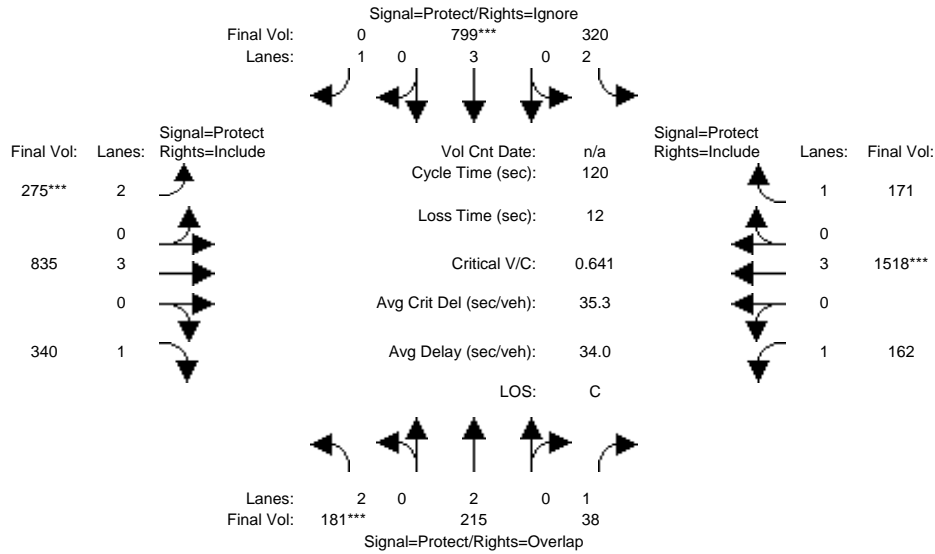 Signal=Protect/Rights=Ignore
Final Vol: 0 799*** 320
Lanes: 1 0 3 0 2
Signal=Protect Signal=Protect
Final Vol: Lanes: Rights=Include Vol Cnt Date: n/a Rights=Include Lanes: Final Vol:
Cycle Time (sec): 120
275*** 2 1 171
Loss Time (sec): 12
0 0
835 3 Critical V/C: 0.641 3 1518***
0 Avg Crit Del (sec/veh): 35.3 0
340 1 Avg Delay (sec/veh): 34.0 1 162
LOS: C
Lanes: 2 0 2 0 1
Final Vol: 181*** 215 38
Signal=Protect/Rights=Overlap